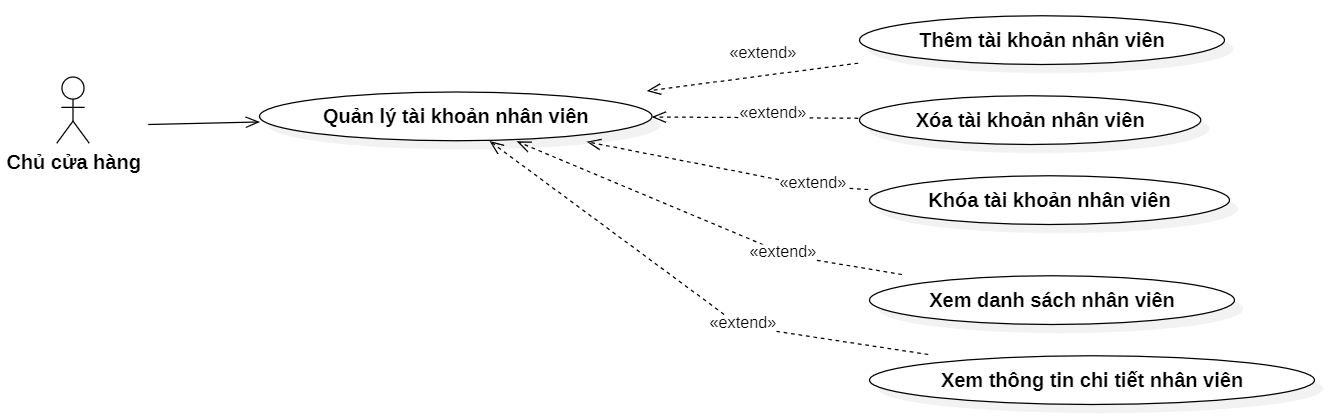 Thêm tài khoản nhân viên
«extend»
Quản lý tài khoản nhân viên
«extend»
Xóa tài khoản nhân viên
Chủ cửa hàng
«extend»
Khóa tài khoản nhân viên
«extend»
Xem danh sách nhân viên
«extend»
Xem thông tin chi tiết nhân viên